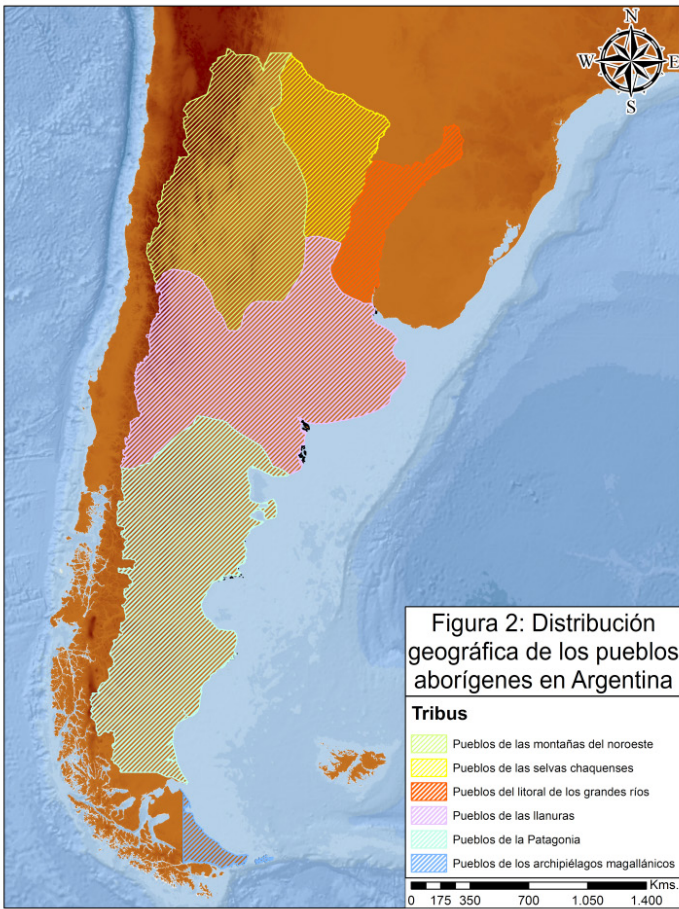 N
W E
S
Figura 2: Distribución
geográfica de los pueblos
aborígenes en Argentina
Tribus
Pueblos de las montañas del noroeste
Pueblos de las selvas chaquenses
Pueblos del litoral de los grandes ríos
Pueblos de las llanuras
Pueblos de la Patagonia
Pueblos de los archipiélagos magallánicos
Kms.
0 175 350 700 1.050 1.400